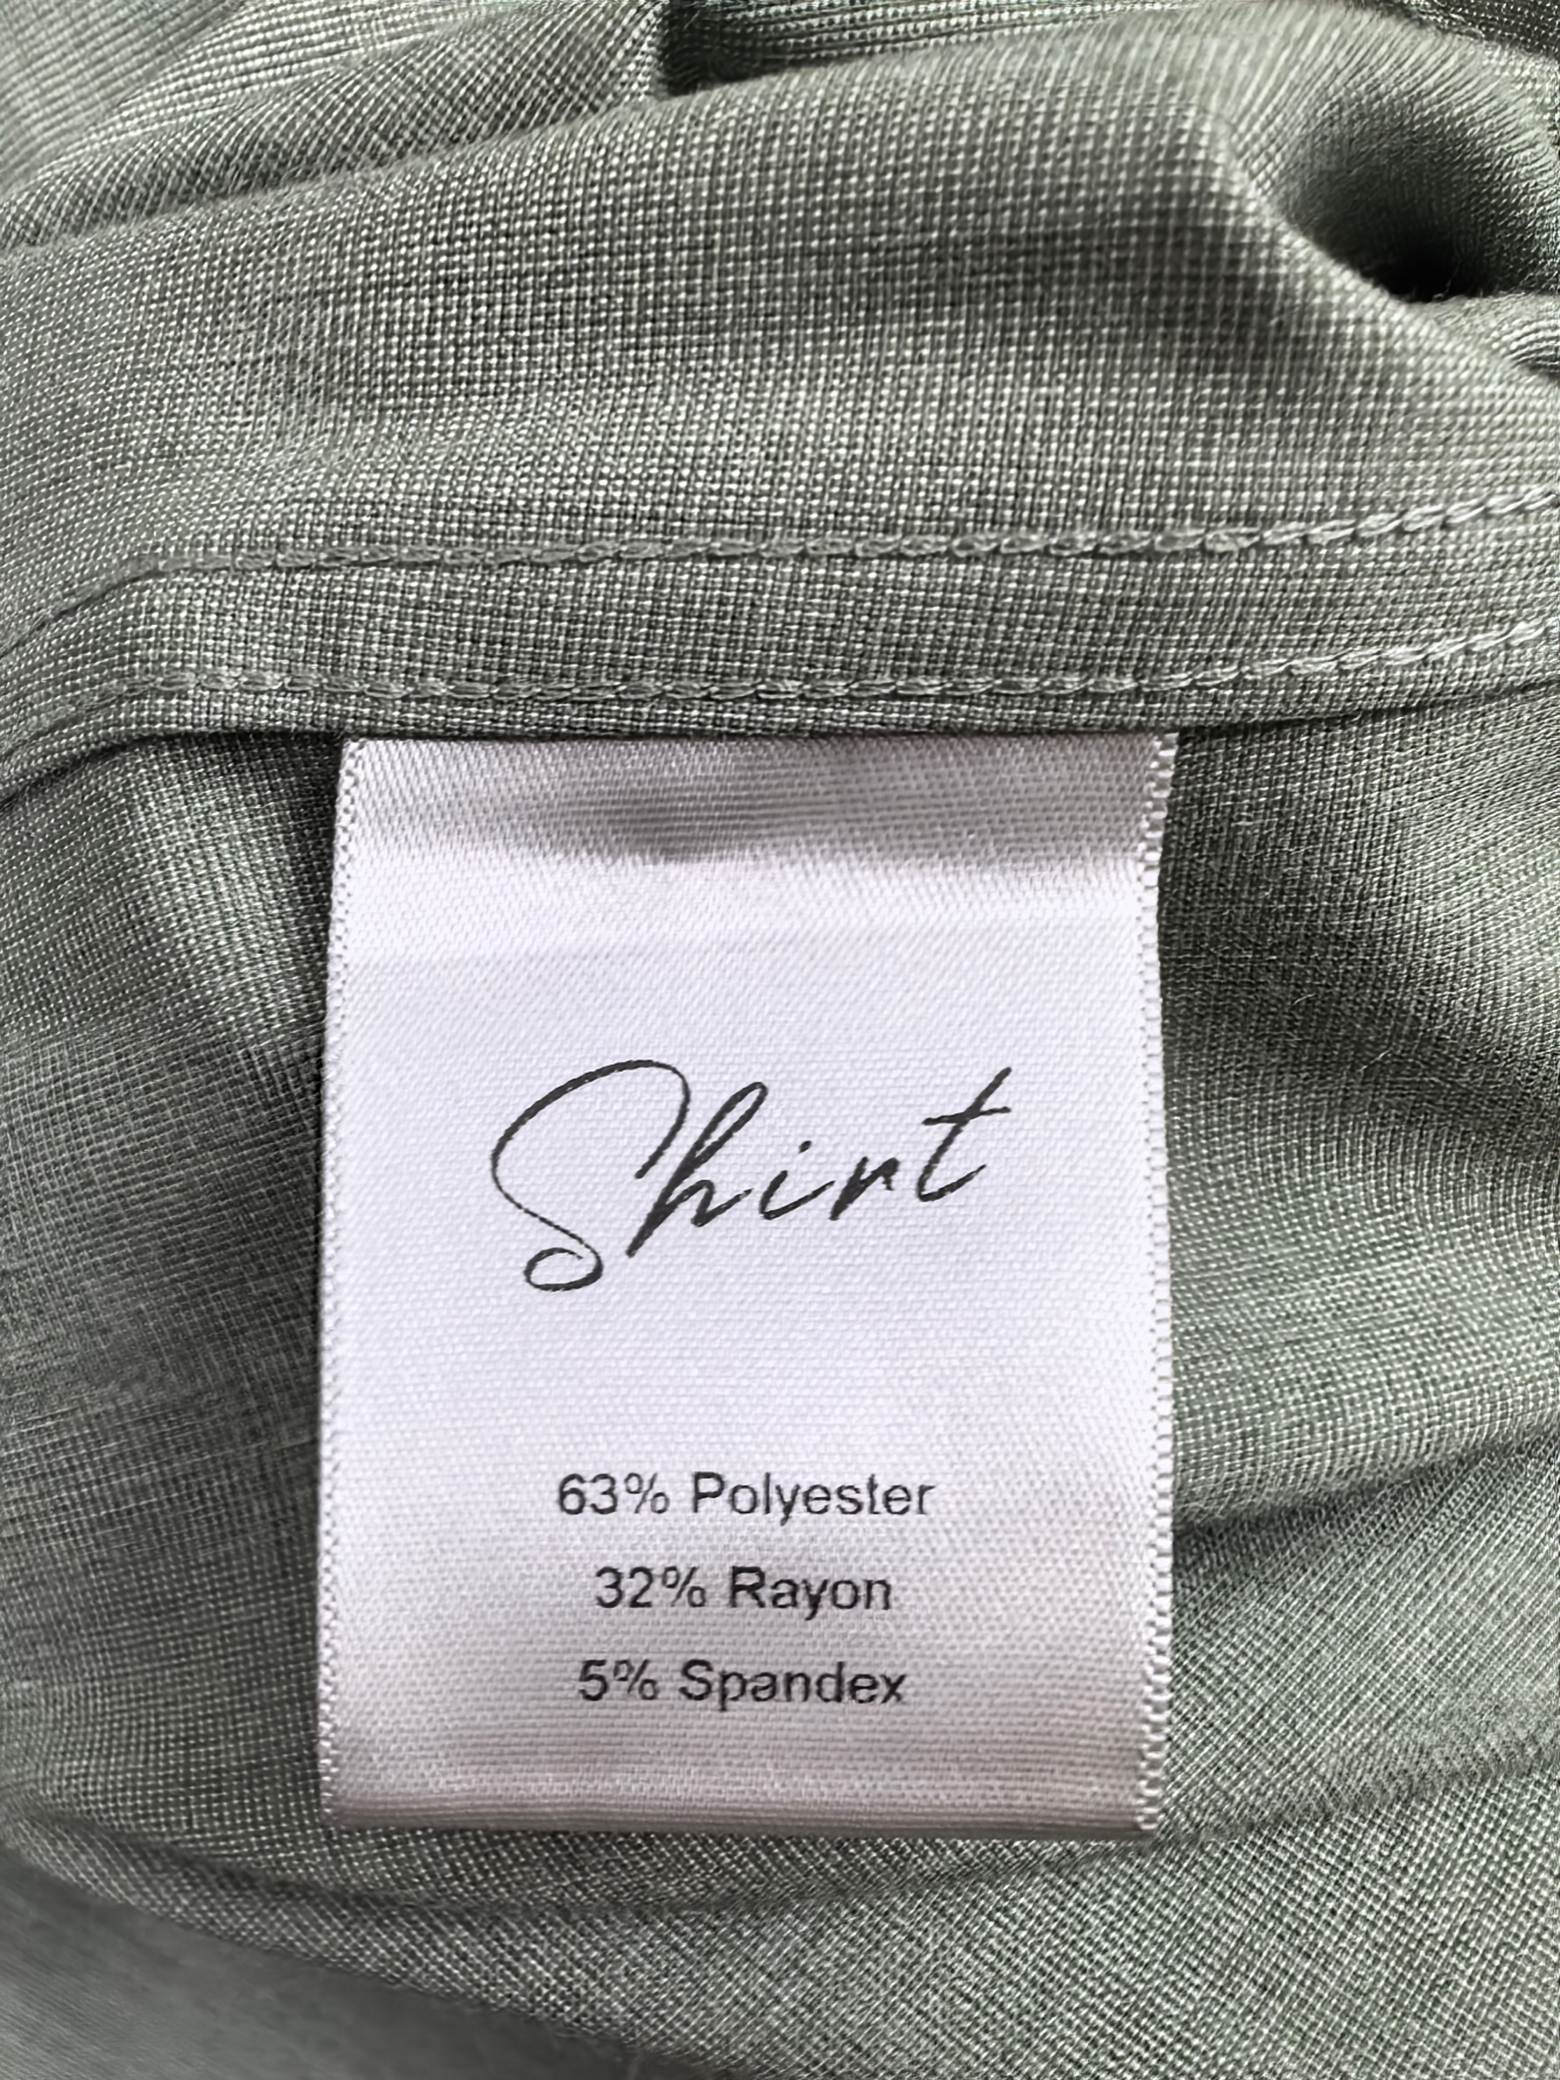 Shirt
63% Polyester
32% Rayon
5% Spandex